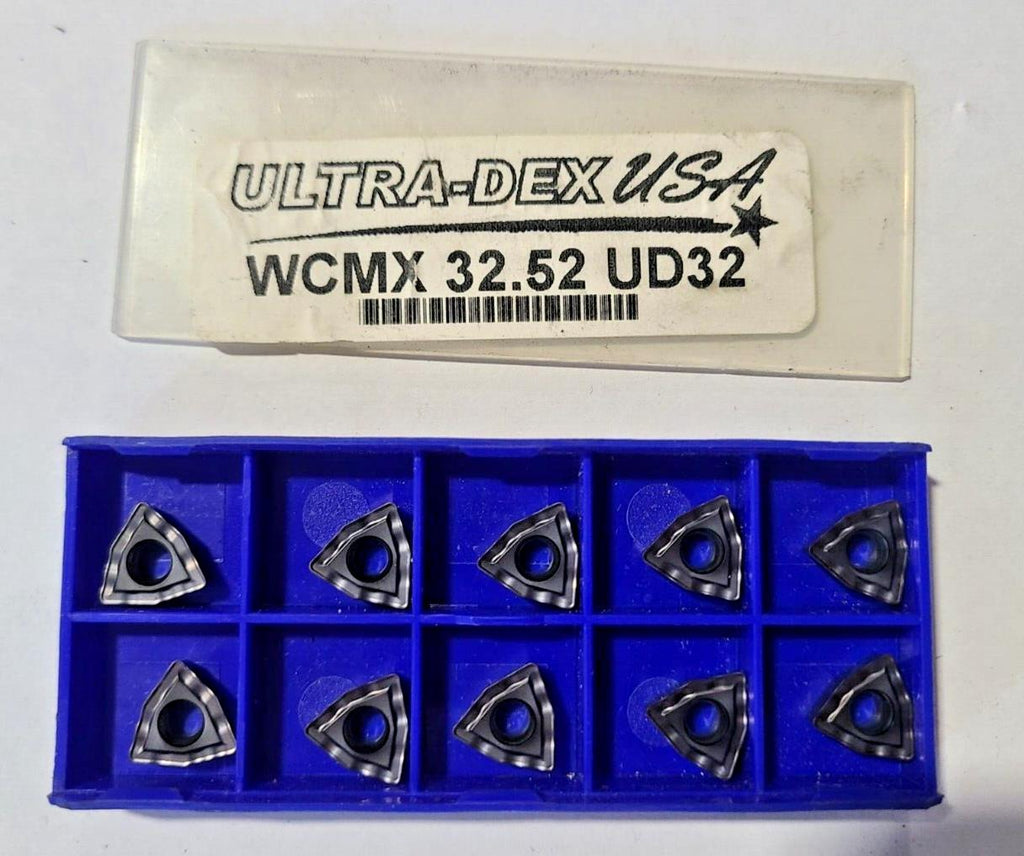 ULTRA-DEX USA
WCMX 32.52 UD32